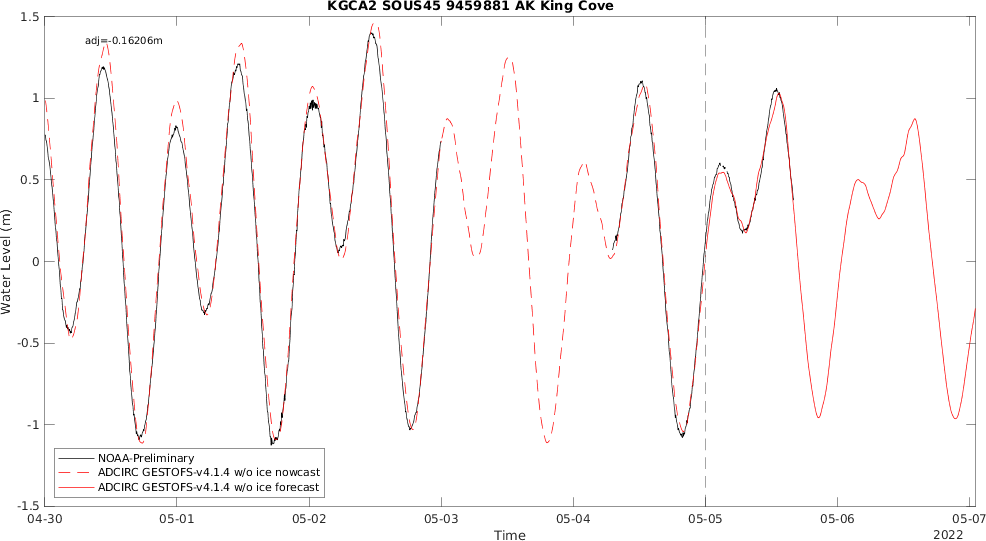 KGCA2 SOUS45 9459881 AK King Cove
1.5
adj=-0.16206m
1
0.5
0
-0.5
-1
-1.5
Water Level (m)
NOAA-Preliminary
ADCIRC GESTOFS-v4.1.4 w/o ice nowcast
ADCIRC GESTOFS-v4.1.4 w/o ice forecast
04-30 05-01 05-02 05-03 05-04 05-05 05-06 05-07
Time
2022